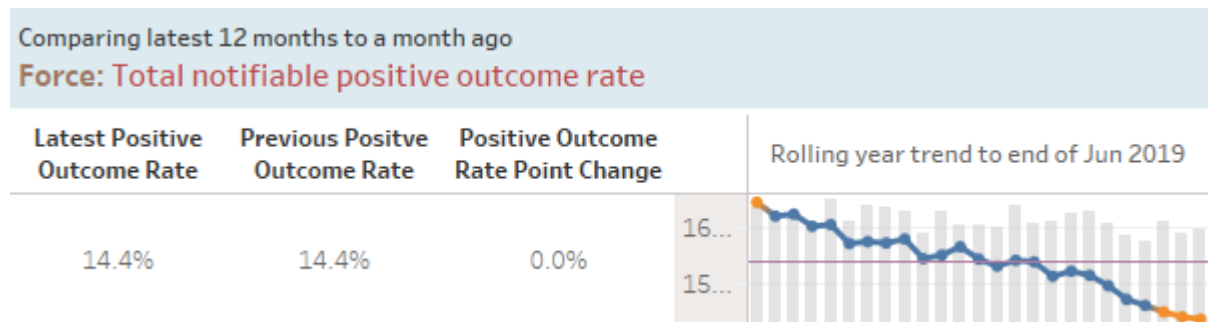 Comparing latest 12 months to a month ago
Force: Total notifiable positive outcome rate
Latest Positive Outcome Rate
Previous Positve Outcome Rate
Positive Outcome Rate Point Change
Rolling year trend to end of Jun 2019
14.4%
14.4%
0.0%
16...
15...